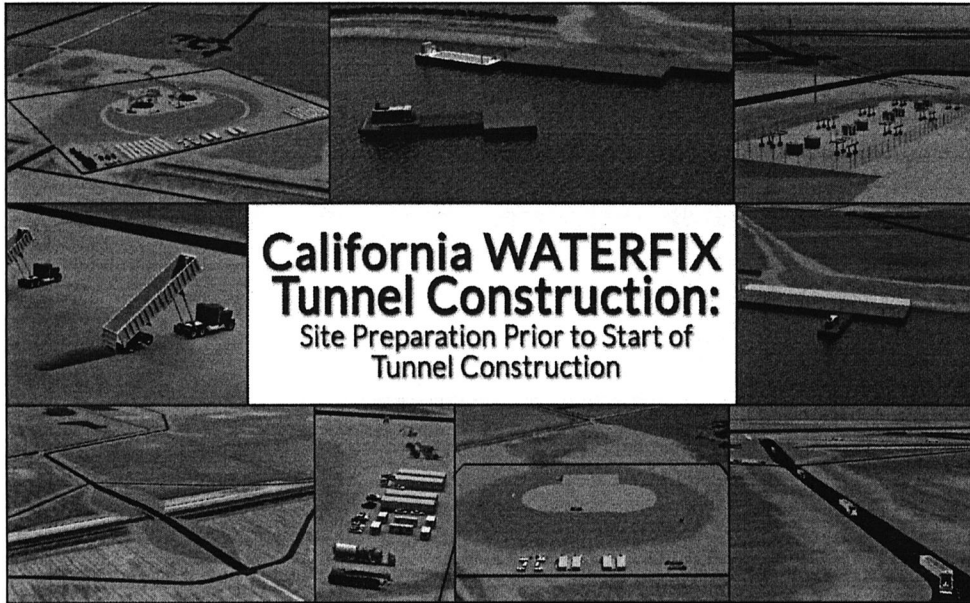 California WATERFIX
Tunnel Construction:
Site Preparation Prior to Start of
Tunnel Construction